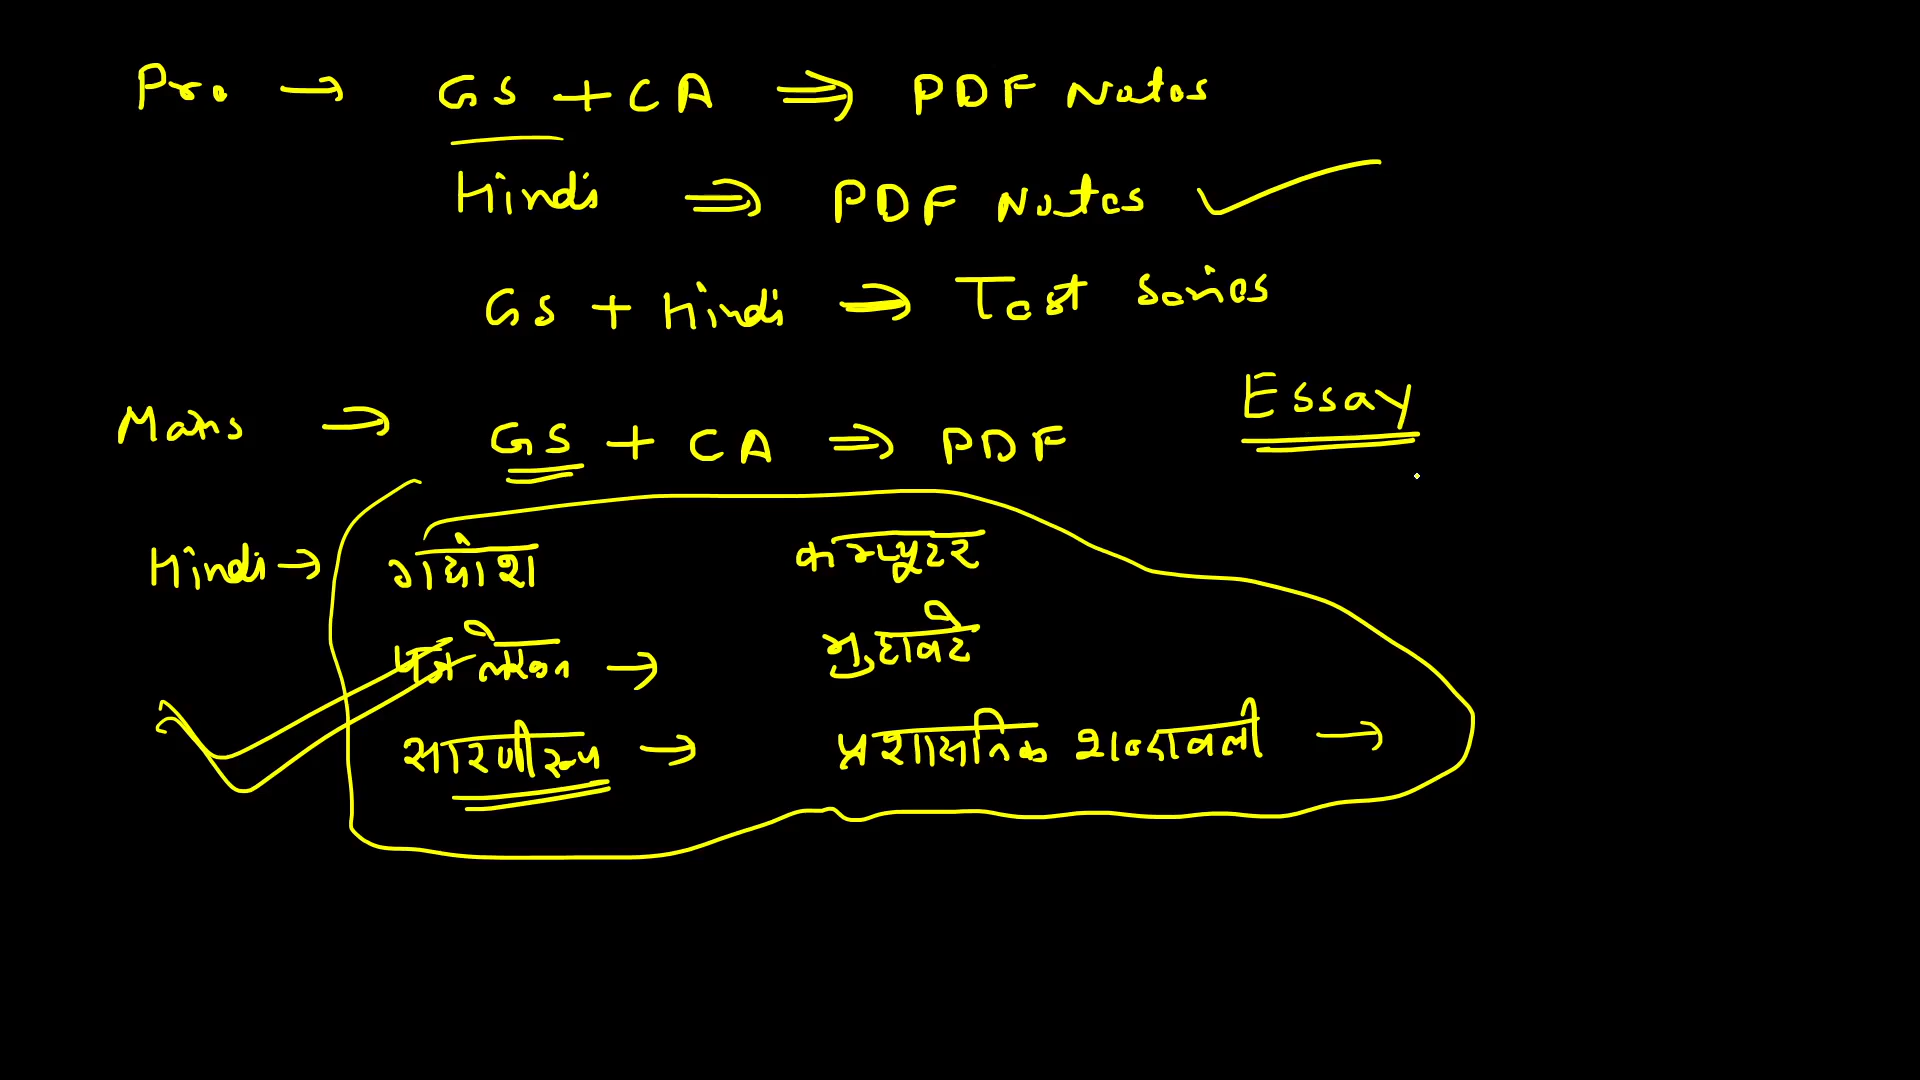 Pre → GS + CA ⇒ PDF Notes
Hindi ⇒ PDF Notes ✓
GS + Hindi → Test Series
Mains ⇒ GS + CA ⇒ PDF Essay
Hindi → गद्यांश कम्प्यूटर
पत्र लेखन → मुहावरे
सारणीरूप → प्रशासनिक शब्दावली →